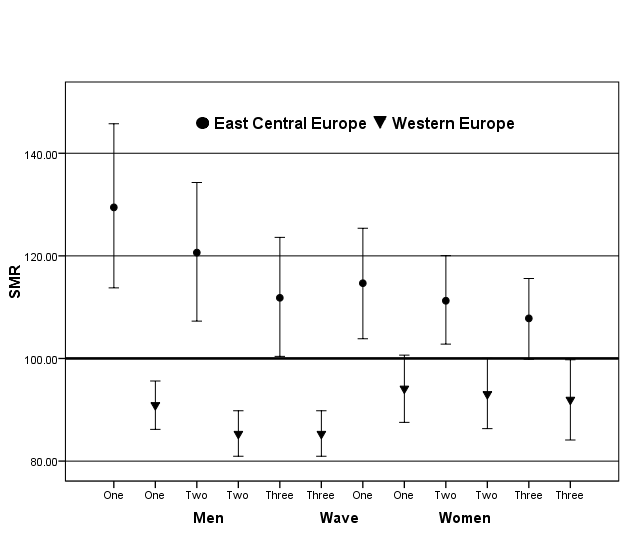 East Central Europe Western Europe
140.00
120.00
100.00
80.00
SMR
One One Two Two Three Three One One Two Two Three Three
Men Wave Women